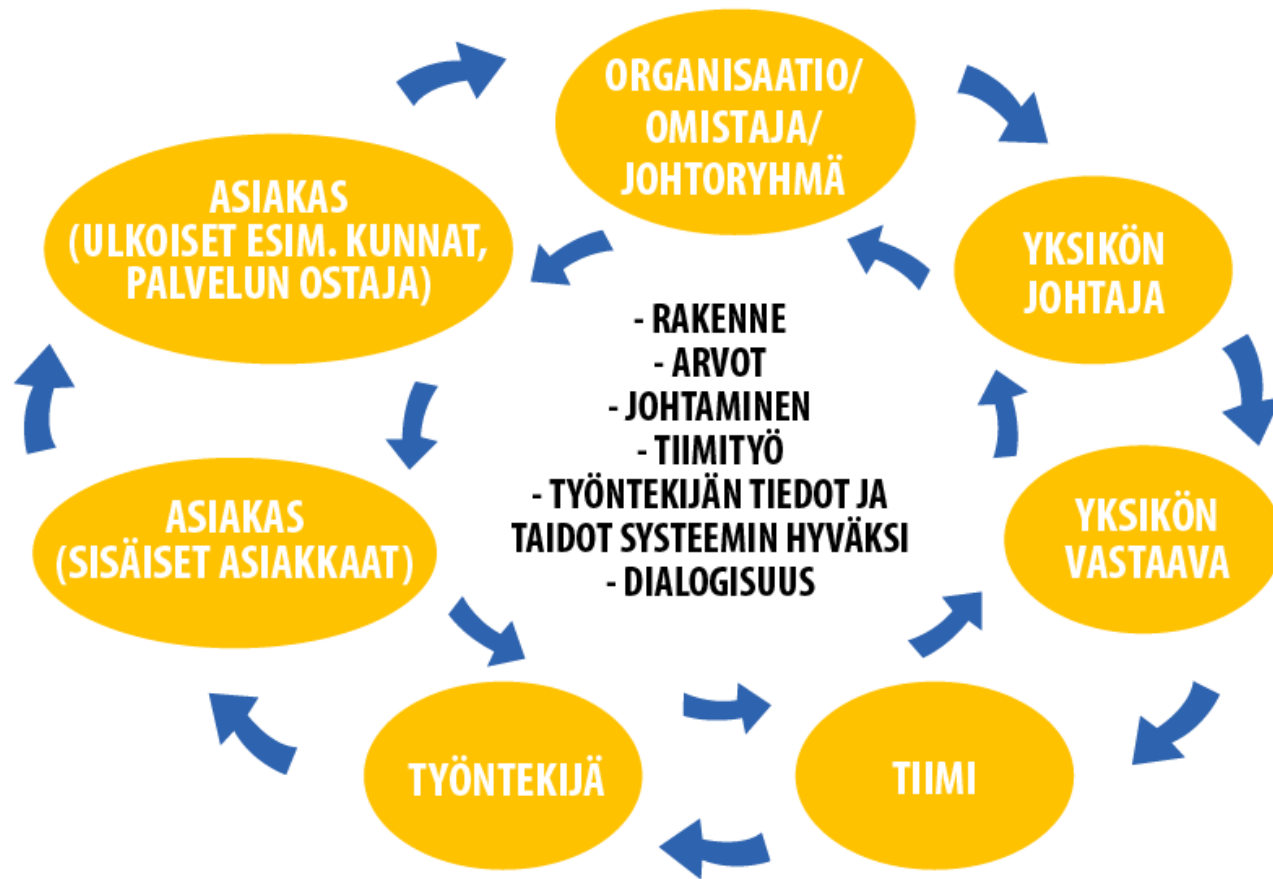 ORGANISAATIO/
OMISTAJA/
JOHTORYHMÄ
ASIAKAS
(ULKOISET ESIM. KUNNAT,
PALVELUN OSTAJA)
YKSIKÖN
JOHTAJA
- RAKENNE
- ARVOT
- JOHTAMINEN
- TIIMITYÖ
- TYÖNTEKIJÄN TIEDOT JA
TAIDOT SYSTEEMIN HYVÄKSI
- DIALOGISUUS
ASIAKAS
(SISÄISET ASIAKKAAT)
YKSIKÖN
VASTAAVA
TYÖNTEKIJÄ
TIIMI